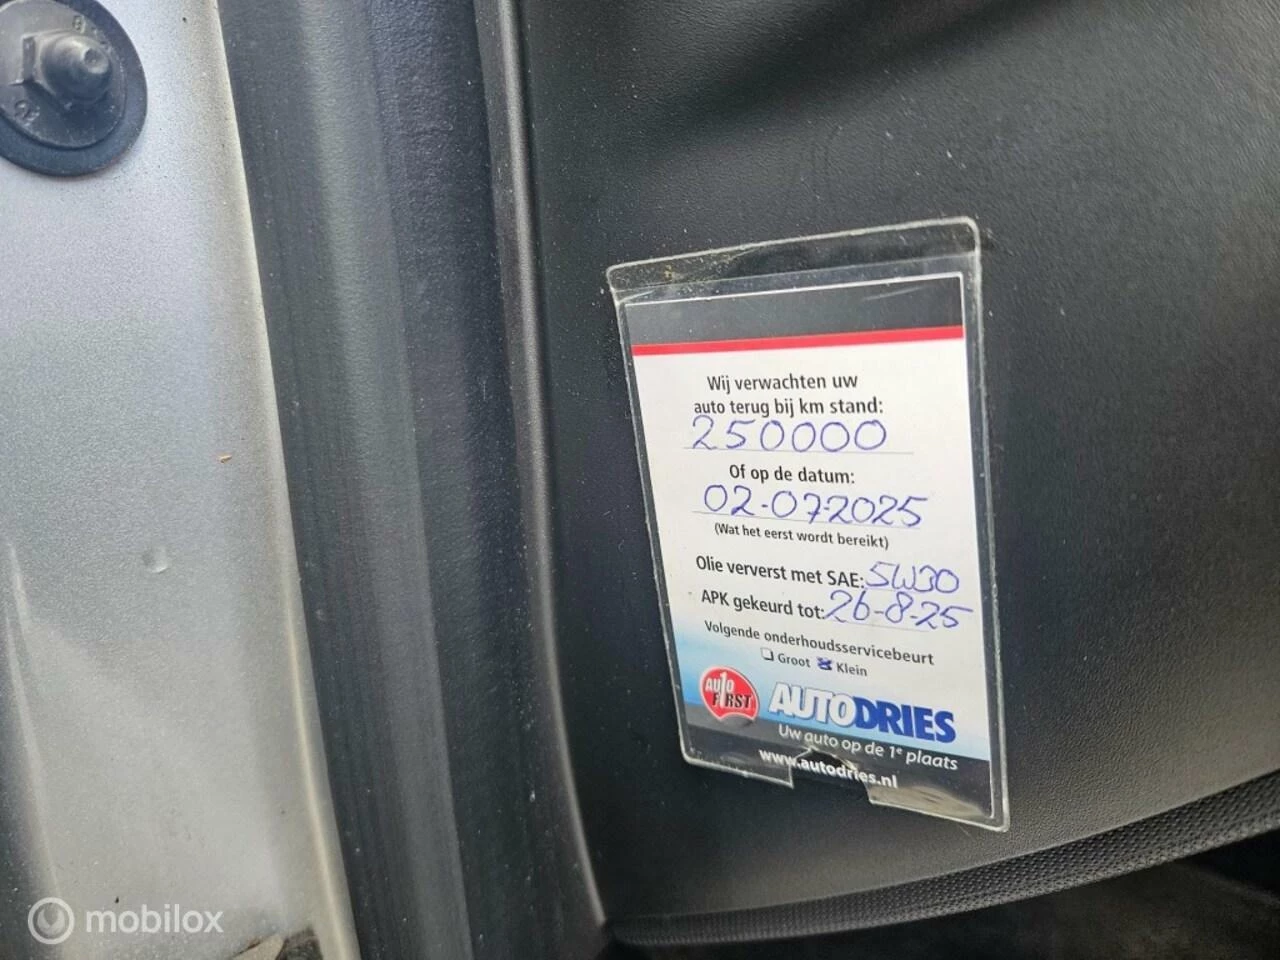 Wij verwachten uw
auto terug bij km stand:
250000
Of op de datum:
02-07-2025
(Wat het eerst wordt bereikt)
Olie ververst met SAE: 5W30
APK gekeurd tot: 26-8-25
Volgende onderhoudsservicebeurt
Groot Klein
AUTO FIRST
AUTODRIES
Uw auto op de 1e plaats
www.autodries.nl
mobilox